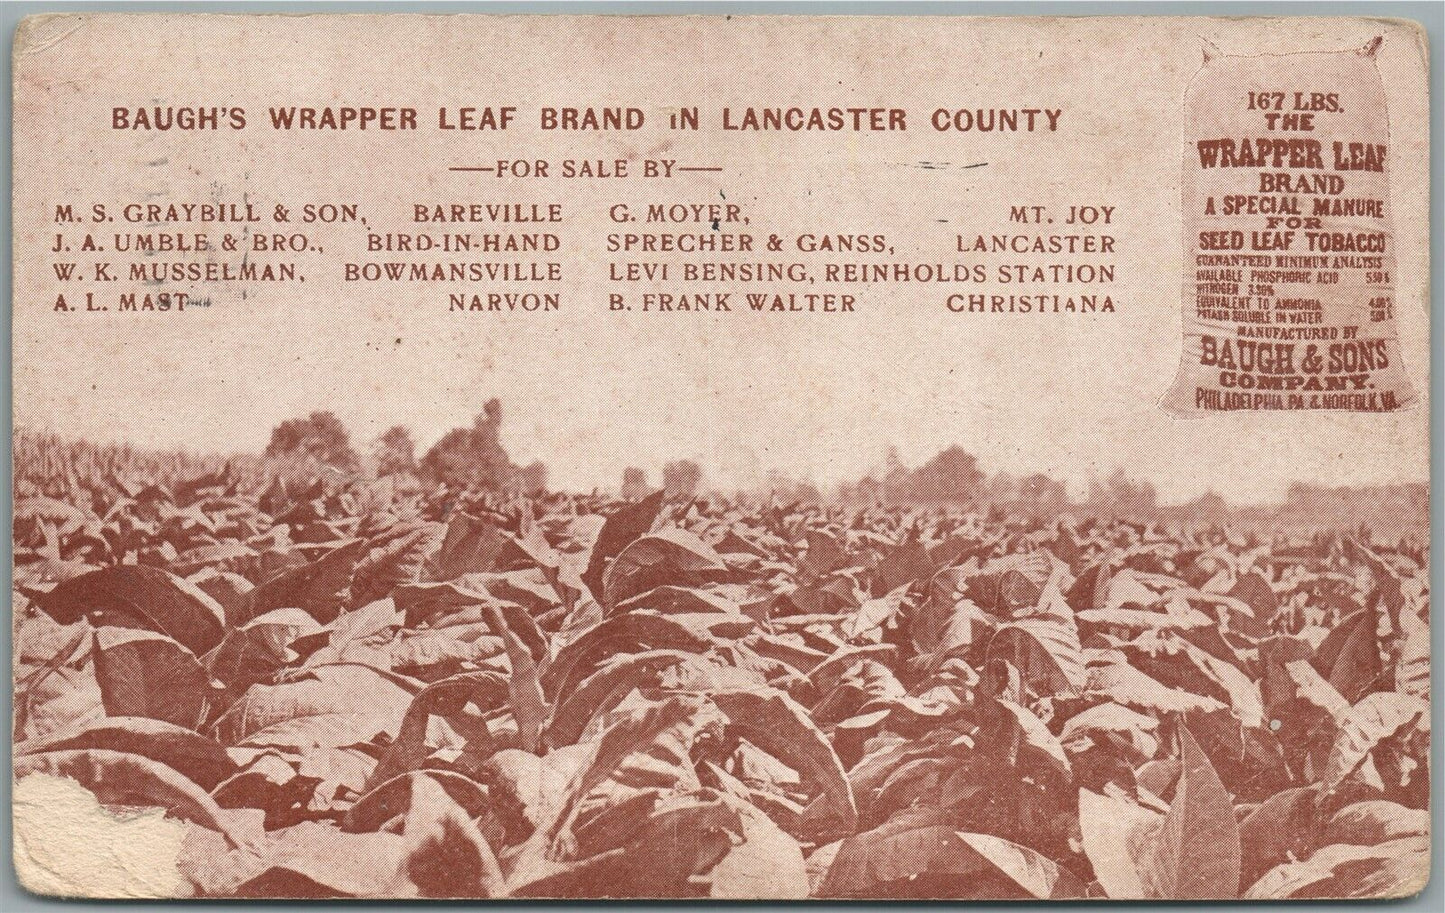 BAUGH'S WRAPPER LEAF BRAND IN LANCASTER COUNTY
—FOR SALE BY—
M. S. GRAYBILL & SON, BAREVILLE
J. A. UMBLE & BRO., BIRD-IN-HAND
W. K. MUSSELMAN, BOWMANSVILLE
A. L. MAST NARVON
G. MOYER, MT. JOY
SPRECHER & GANSS, LANCASTER
LEVI BENSING, REINHOLDS STATION
B. FRANK WALTER CHRISTIANA
167 LBS.
THE
WRAPPER LEAF
BRAND
A SPECIAL MANURE
FOR
SEED LEAF TOBACCO
GUARANTEED MINIMUM ANALYSIS
AVAILABLE PHOSPHORIC ACID
NITROGEN
EQUIVALENT TO AMMONIA
POTASH SOLUBLE IN WATER
MANUFACTURED BY
BAUGH & SONS
COMPANY.
PHILADELPHIA, PA. & NORFOLK, VA.